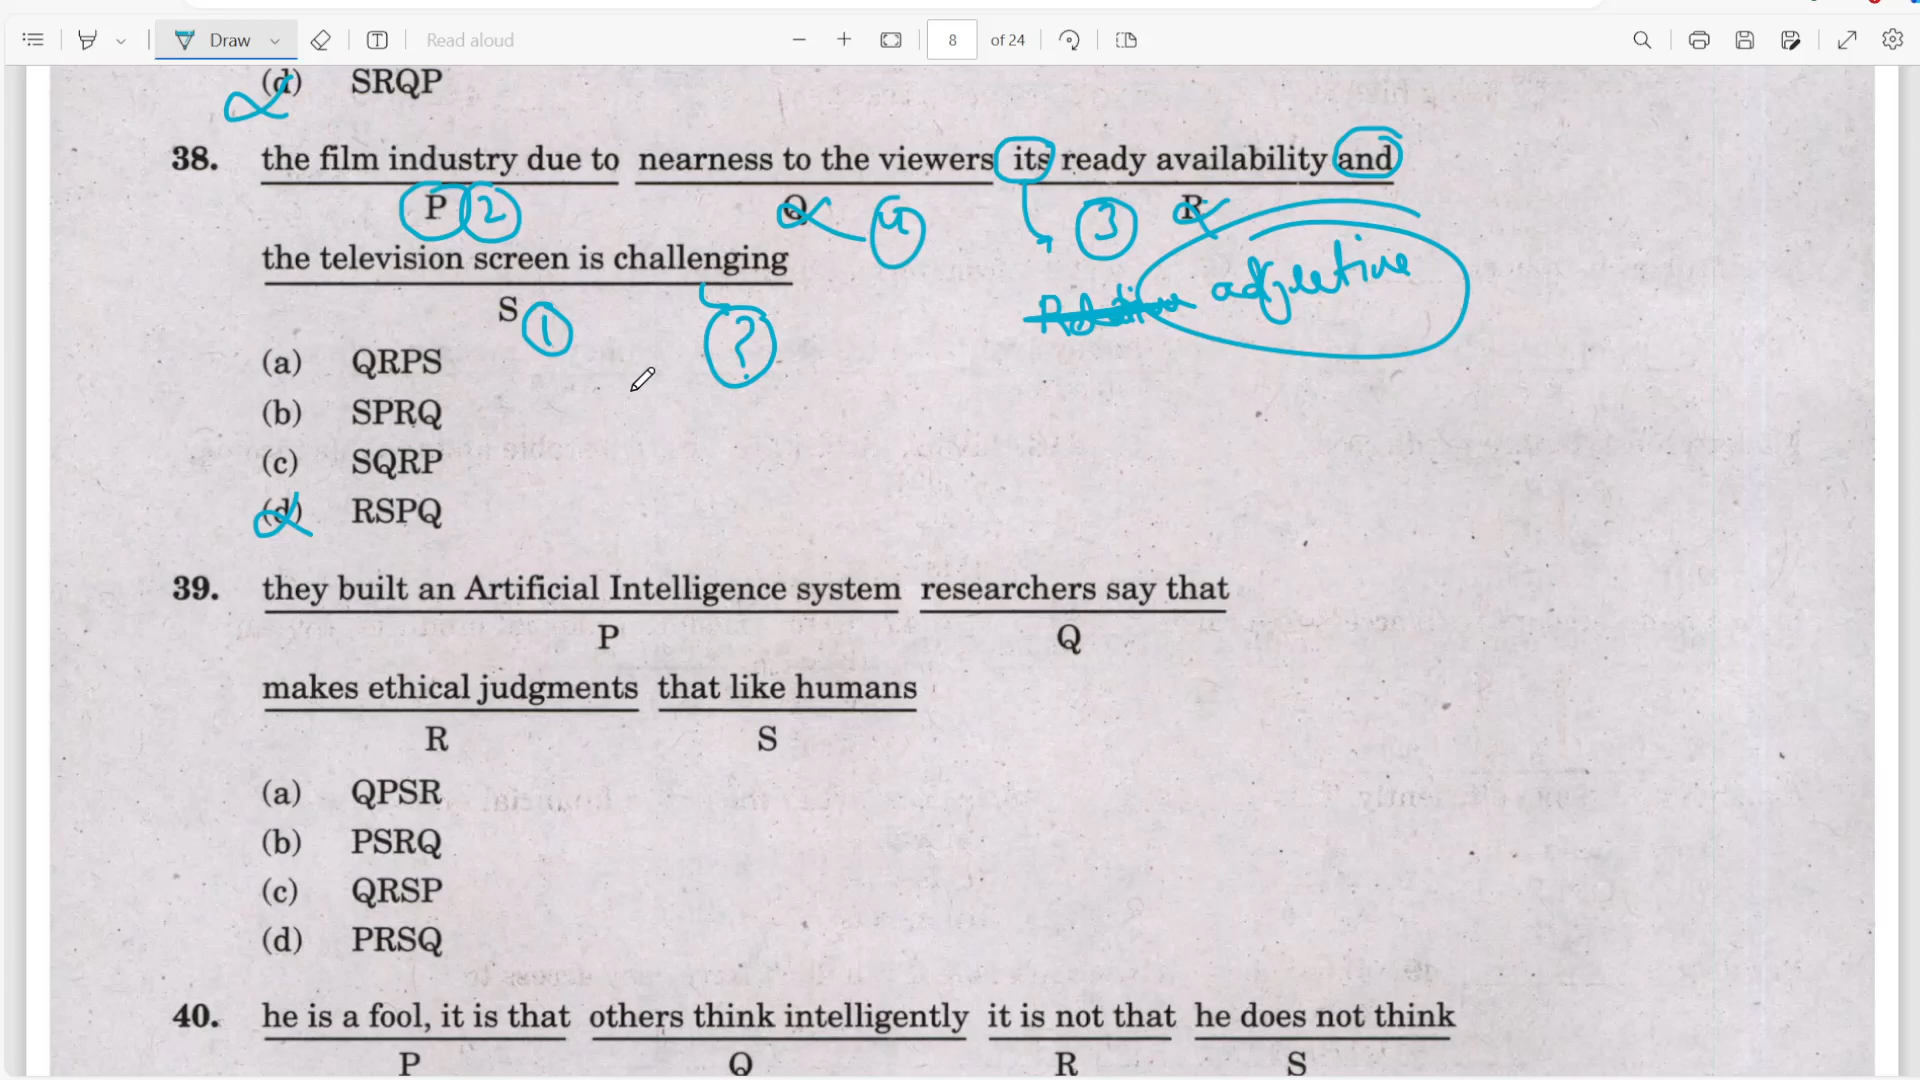 Draw
Read aloud
8 of 24
(d) SRQP
38. the film industry due to nearness to the viewers its ready availability and
P 2 Q 4 3 R
the television screen is challenging adjective
S 1 ?
(a) QRPS
(b) SPRQ
(c) SQRP
(d) RSPQ
39. they built an Artificial Intelligence system researchers say that
P Q
makes ethical judgments that like humans
R S
(a) QPSR
(b) PSRQ
(c) QRSP
(d) PRSQ
40. he is a fool, it is that others think intelligently it is not that he does not think
P Q R S